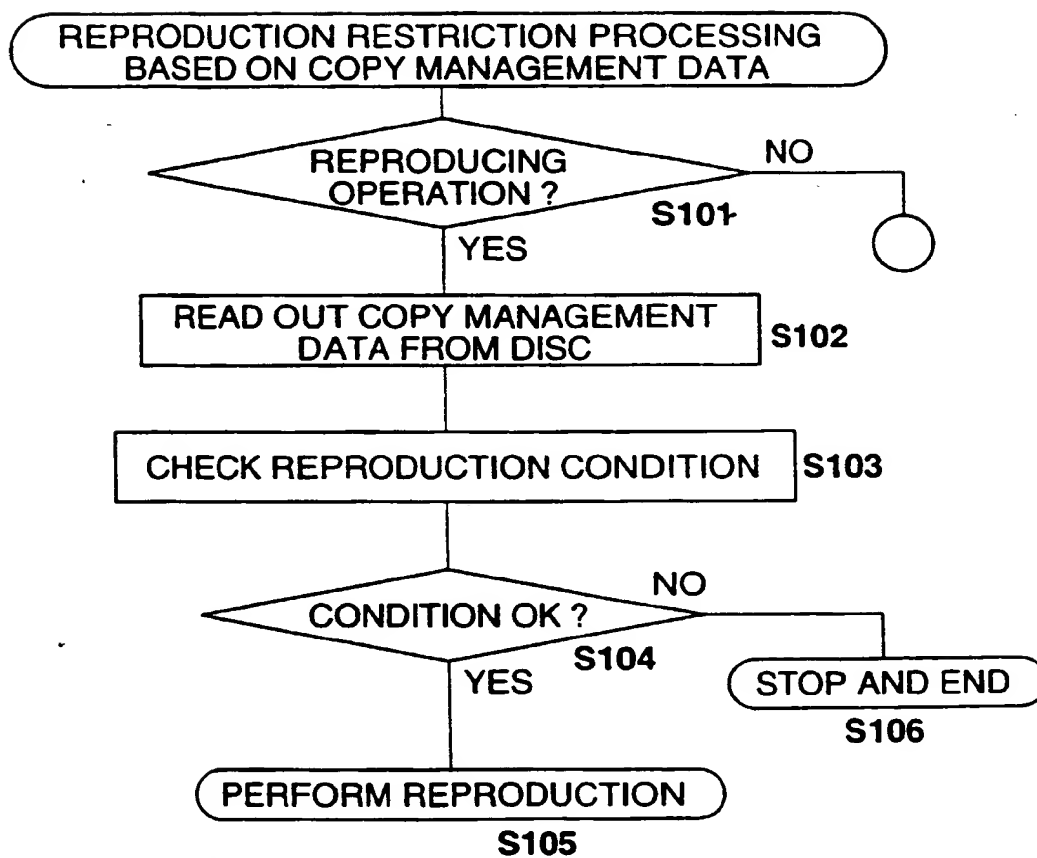 REPRODUCTION RESTRICTION PROCESSING
BASED ON COPY MANAGEMENT DATA
REPRODUCING
OPERATION ?
NO
S101
YES
READ OUT COPY MANAGEMENT
DATA FROM DISC
S102
CHECK REPRODUCTION CONDITION
S103
CONDITION OK ?
NO
S104
YES
STOP AND END
S106
PERFORM REPRODUCTION
S105